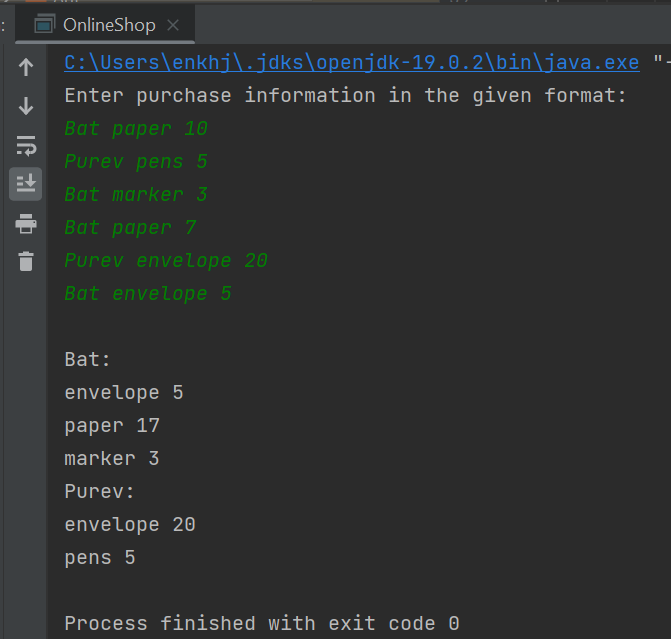 OnlineShop
C:\Users\enkhj\.jdks\openjdk-19.0.2\bin\java.exe "-
Enter purchase information in the given format:
Bat paper 10
Purev pens 5
Bat marker 3
Bat paper 7
Purev envelope 20
Bat envelope 5
Bat:
envelope 5
paper 17
marker 3
Purev:
envelope 20
pens 5
Process finished with exit code 0